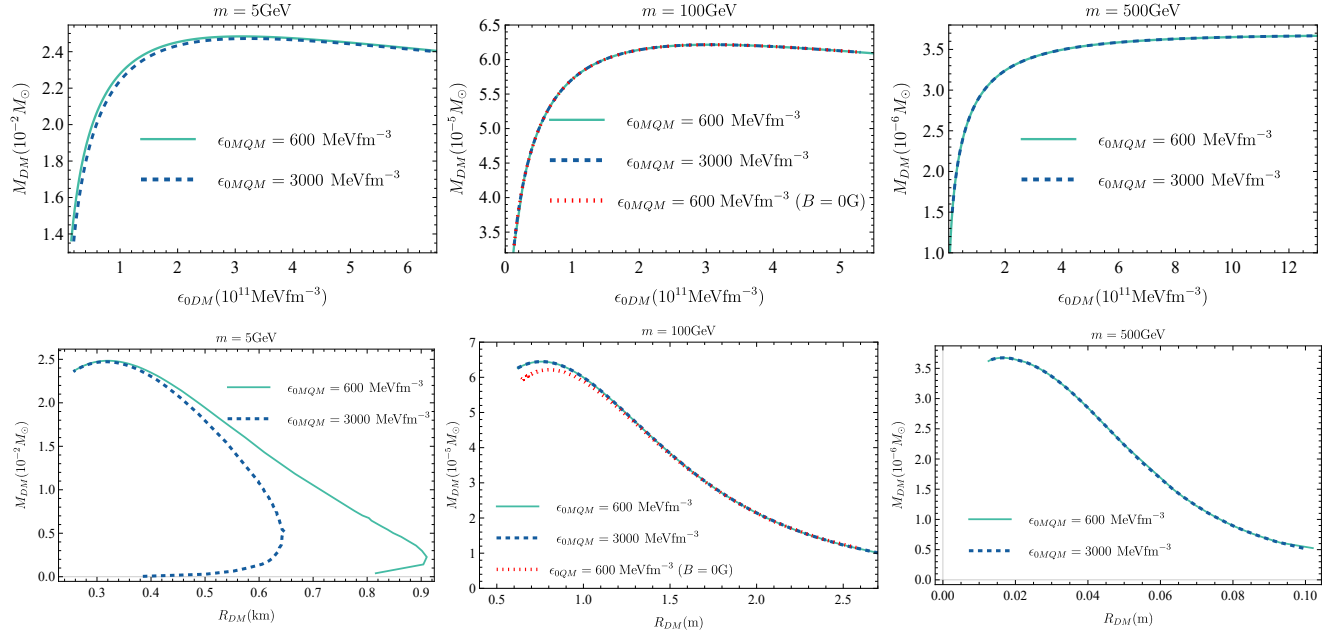 m = 5GeV
M_DM(10^-2 M_⊙)
2.4
2.2
2.0
1.8
1.6
1.4
ϵ_0MQM = 600 MeVfm^-3
ϵ_0MQM = 3000 MeVfm^-3
1 2 3 4 5 6
ϵ_0DM(10^11MeVfm^-3)
m = 100GeV
M_DM(10^-5 M_⊙)
6.5
6.0
5.5
5.0
4.5
4.0
3.5
ϵ_0MQM = 600 MeVfm^-3
ϵ_0MQM = 3000 MeVfm^-3
ϵ_0MQM = 600 MeVfm^-3 (B = 0G)
0 1 2 3 4 5
ϵ_0DM(10^11MeVfm^-3)
m = 500GeV
M_DM(10^-6 M_⊙)
3.5
3.0
2.5
2.0
1.5
1.0
ϵ_0MQM = 600 MeVfm^-3
ϵ_0MQM = 3000 MeVfm^-3
2 4 6 8 10 12
ϵ_0DM(10^11MeVfm^-3)
m = 5GeV
M_DM(10^-2 M_⊙)
2.5
2.0
1.5
1.0
0.5
0.0
ϵ_0MQM = 600 MeVfm^-3
ϵ_0MQM = 3000 MeVfm^-3
0.3 0.4 0.5 0.6 0.7 0.8 0.9
R_DM(km)
m = 100GeV
M_DM(10^-5 M_⊙)
7
6
5
4
3
2
1
0
ϵ_0MQM = 600 MeVfm^-3
ϵ_0MQM = 3000 MeVfm^-3
ϵ_0QM = 600 MeVfm^-3 (B = 0G)
0.5 1.0 1.5 2.0 2.5
R_DM(m)
m = 500GeV
M_DM(10^-6 M_⊙)
3.5
3.0
2.5
2.0
1.5
1.0
0.5
0.0
ϵ_0MQM = 600 MeVfm^-3
ϵ_0MQM = 3000 MeVfm^-3
0.00 0.02 0.04 0.06 0.08 0.10
R_DM(m)